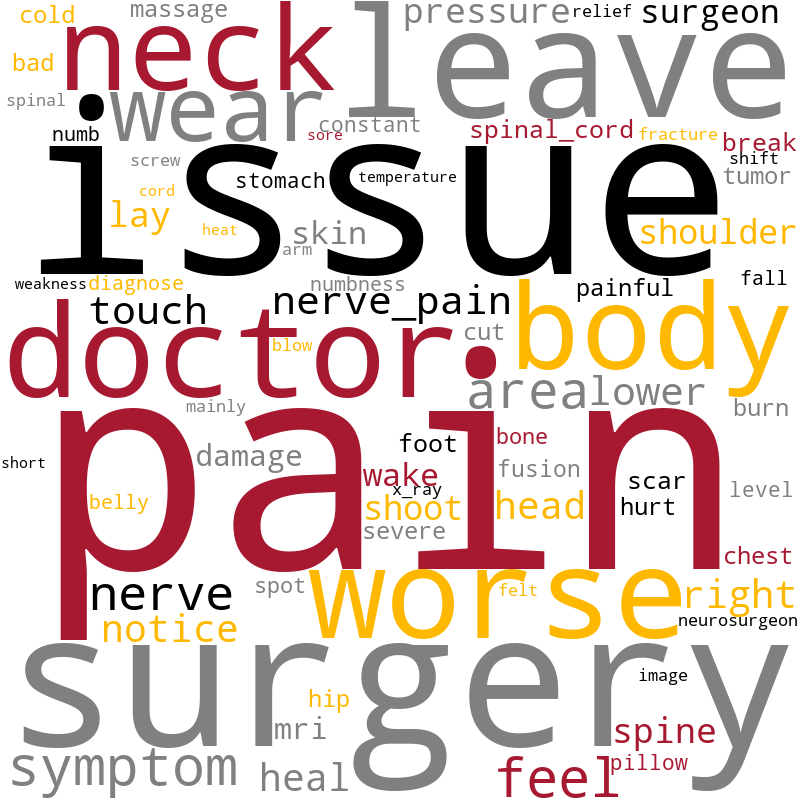 cold massage pressure relief surgeon
neck leave
bad
spinal wear constant
numb sore spinal_cord fracture break
issue
screw shift
cord stomach temperature tumor
lay heat skin shoulder
arm
weakness diagnose numbness painful fall
touch nerve_pain body
doctor blow cut
area lower
mainly burn
pain
short damage foot bone
wake fusion
x_ray scar level
belly shoot head hurt
severe
chest
nerve spot worse felt right
notice neurosurgeon
surgery
image
hip
mri spine
symptom heal feel pillow